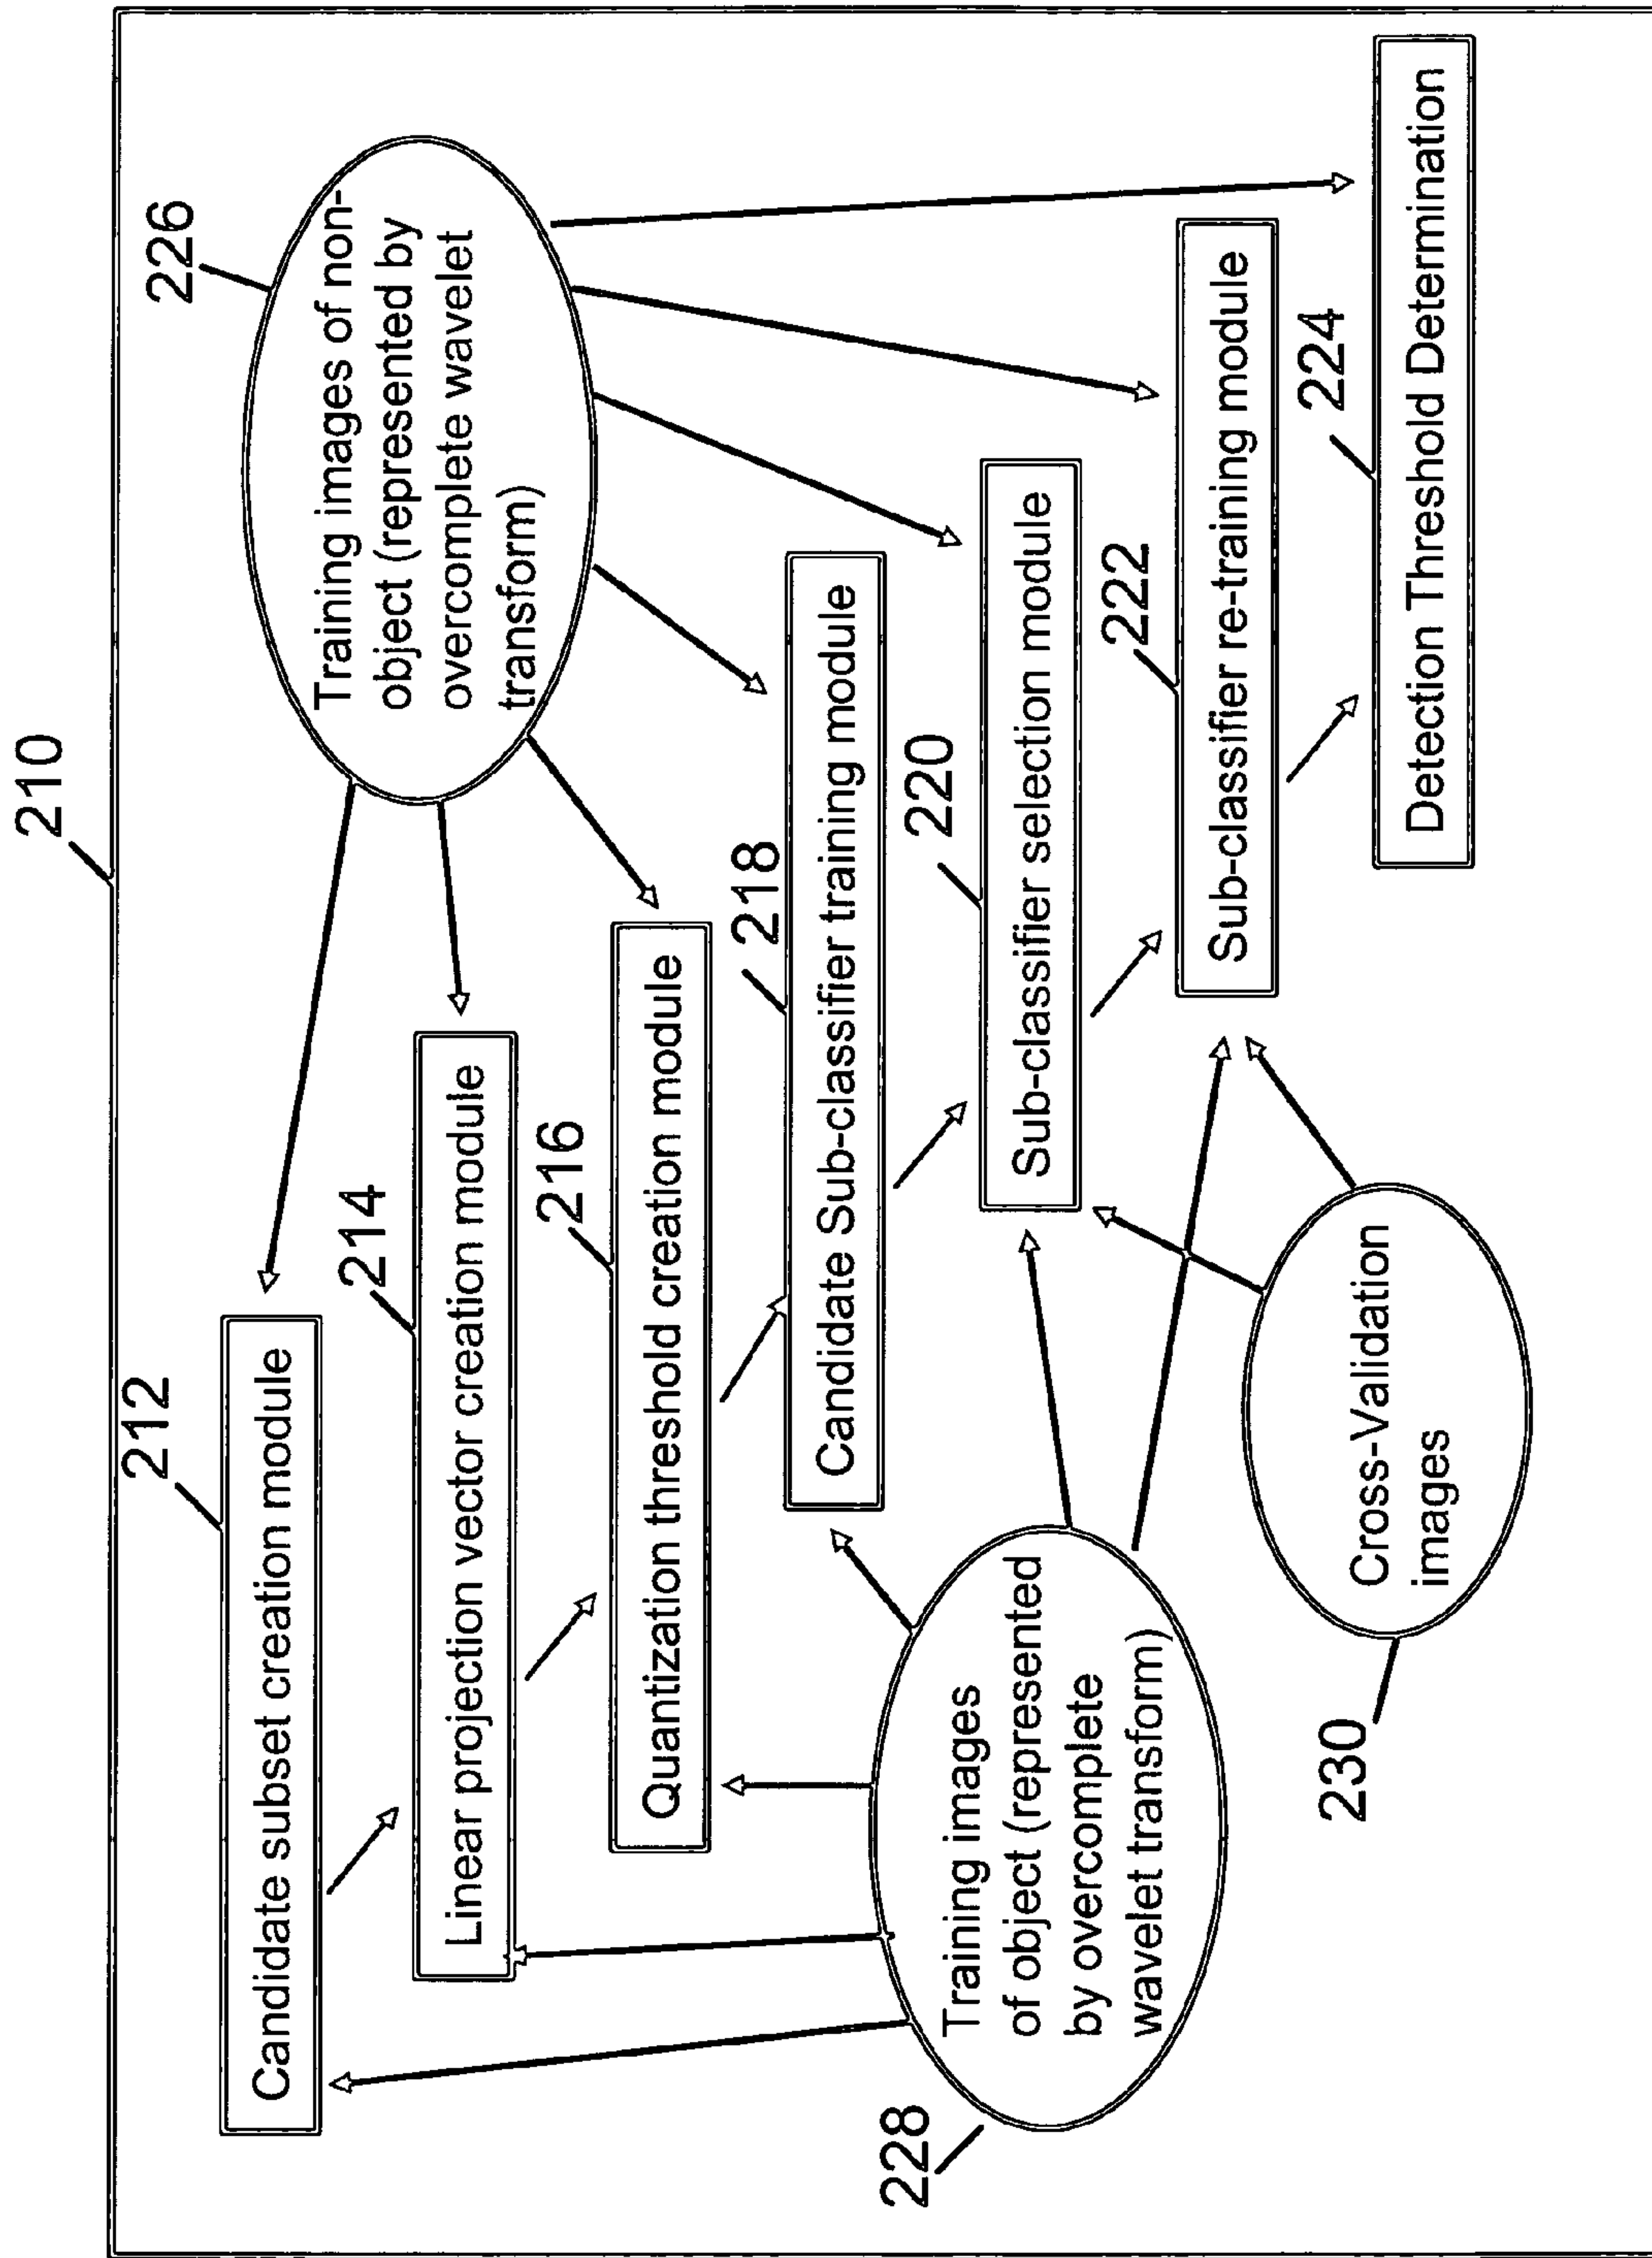 210
212
Candidate subset creation module
214
Linear projection vector creation module
216
Quantization threshold creation module
218
Candidate Sub-classifier training module
220
Sub-classifier selection module
222
Sub-classifier re-training module
224
Detection Threshold Determination
226
Training images of non-
object (represented by
overcomplete wavelet
transform)
228
Training images
of object (represented
by overcomplete
wavelet transform)
230
Cross-Validation
images